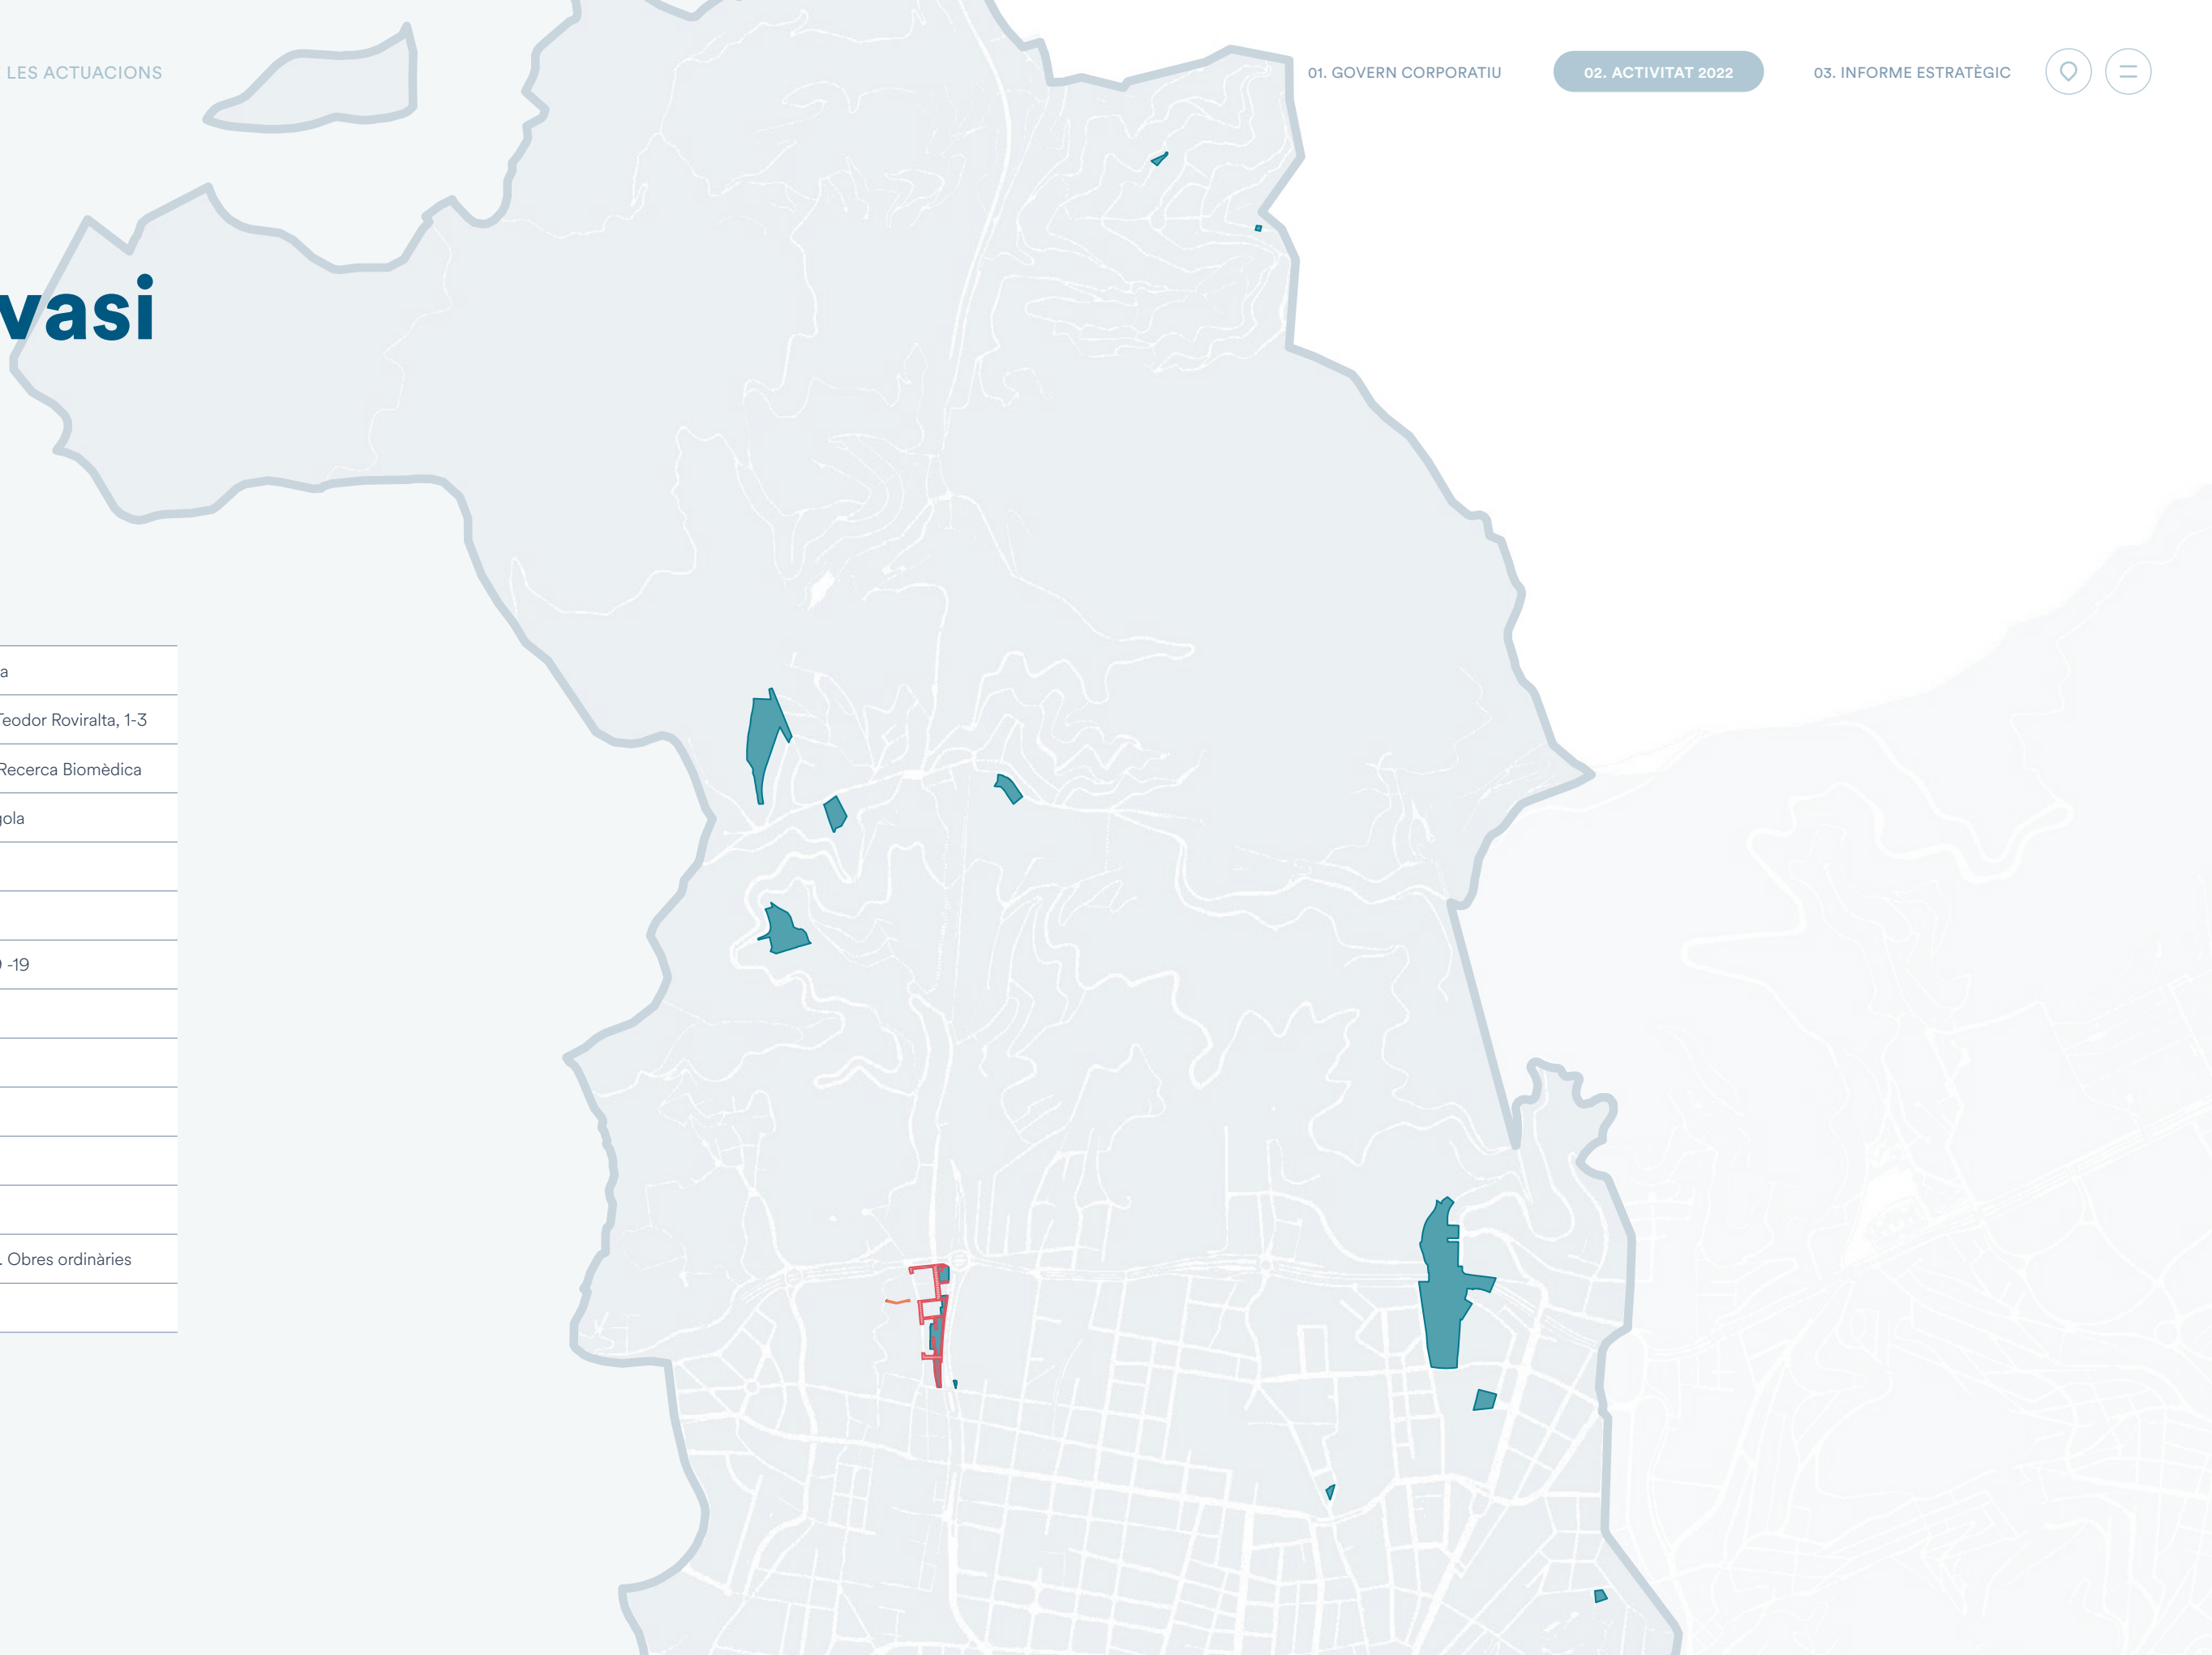 LES ACTUACIONS
01. GOVERN CORPORATIU
02. ACTIVITAT 2022
03. INFORME ESTRATÈGIC
vasi
a
Teodor Roviralta, 1-3
Recerca Biomèdica
gola
-19
. Obres ordinàries